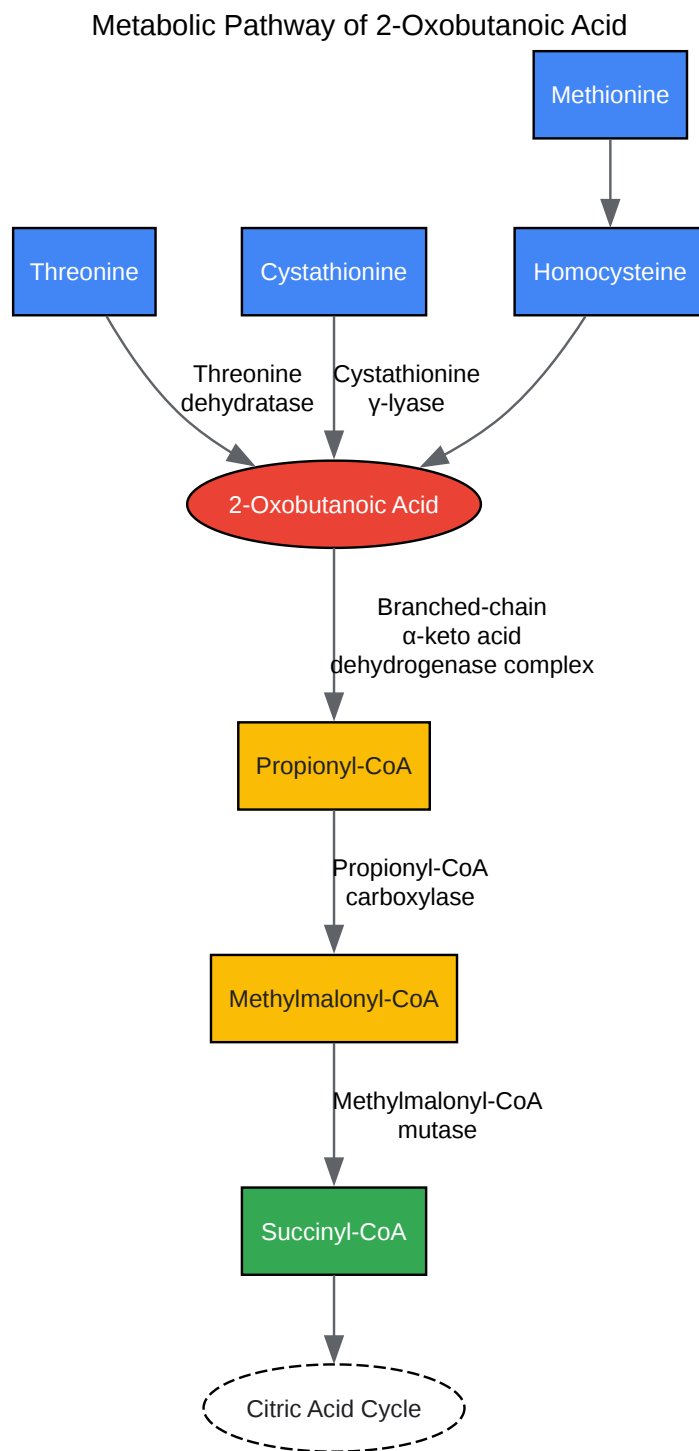 Metabolic Pathway of 2-Oxobutanoic Acid
Methionine
Threonine
Cystathionine
Homocysteine
Threonine
dehydratase
Cystathionine
γ-lyase
2-Oxobutanoic Acid
Branched-chain
α-keto acid
dehydrogenase complex
Propionyl-CoA
Propionyl-CoA
carboxylase
Methylmalonyl-CoA
Methylmalonyl-CoA
mutase
Succinyl-CoA
Citric Acid Cycle